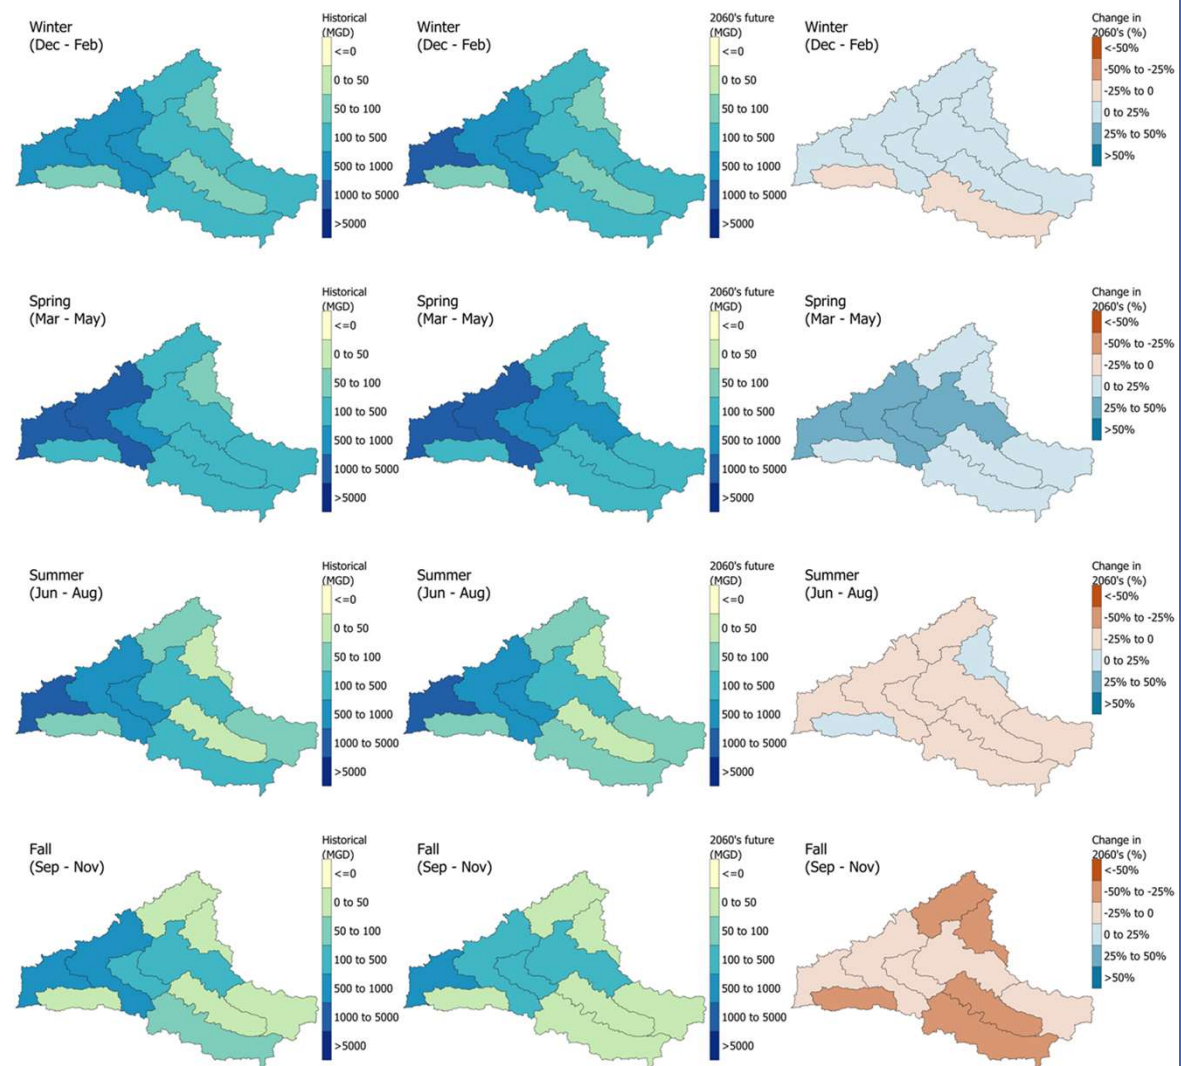 Winter
(Dec - Feb)
Historical
(MGD)
<=0
0 to 50
50 to 100
100 to 500
500 to 1000
1000 to 5000
>5000
Winter
(Dec - Feb)
2060's future
(MGD)
<=0
0 to 50
50 to 100
100 to 500
500 to 1000
1000 to 5000
>5000
Winter
(Dec - Feb)
Change in
2060's (%)
<-50%
-50% to -25%
-25% to 0
0 to 25%
25% to 50%
>50%
Spring
(Mar - May)
Historical
(MGD)
<=0
0 to 50
50 to 100
100 to 500
500 to 1000
1000 to 5000
>5000
Spring
(Mar - May)
2060's future
(MGD)
<=0
0 to 50
50 to 100
100 to 500
500 to 1000
1000 to 5000
>5000
Spring
(Mar - May)
Change in
2060's (%)
<-50%
-50% to -25%
-25% to 0
0 to 25%
25% to 50%
>50%
Summer
(Jun - Aug)
Historical
(MGD)
<=0
0 to 50
50 to 100
100 to 500
500 to 1000
1000 to 5000
>5000
Summer
(Jun - Aug)
2060's future
(MGD)
<=0
0 to 50
50 to 100
100 to 500
500 to 1000
1000 to 5000
>5000
Summer
(Jun - Aug)
Change in
2060's (%)
<-50%
-50% to -25%
-25% to 0
0 to 25%
25% to 50%
>50%
Fall
(Sep - Nov)
Historical
(MGD)
<=0
0 to 50
50 to 100
100 to 500
500 to 1000
1000 to 5000
>5000
Fall
(Sep - Nov)
2060's future
(MGD)
<=0
0 to 50
50 to 100
100 to 500
500 to 1000
1000 to 5000
>5000
Fall
(Sep - Nov)
Change in
2060's (%)
<-50%
-50% to -25%
-25% to 0
0 to 25%
25% to 50%
>50%